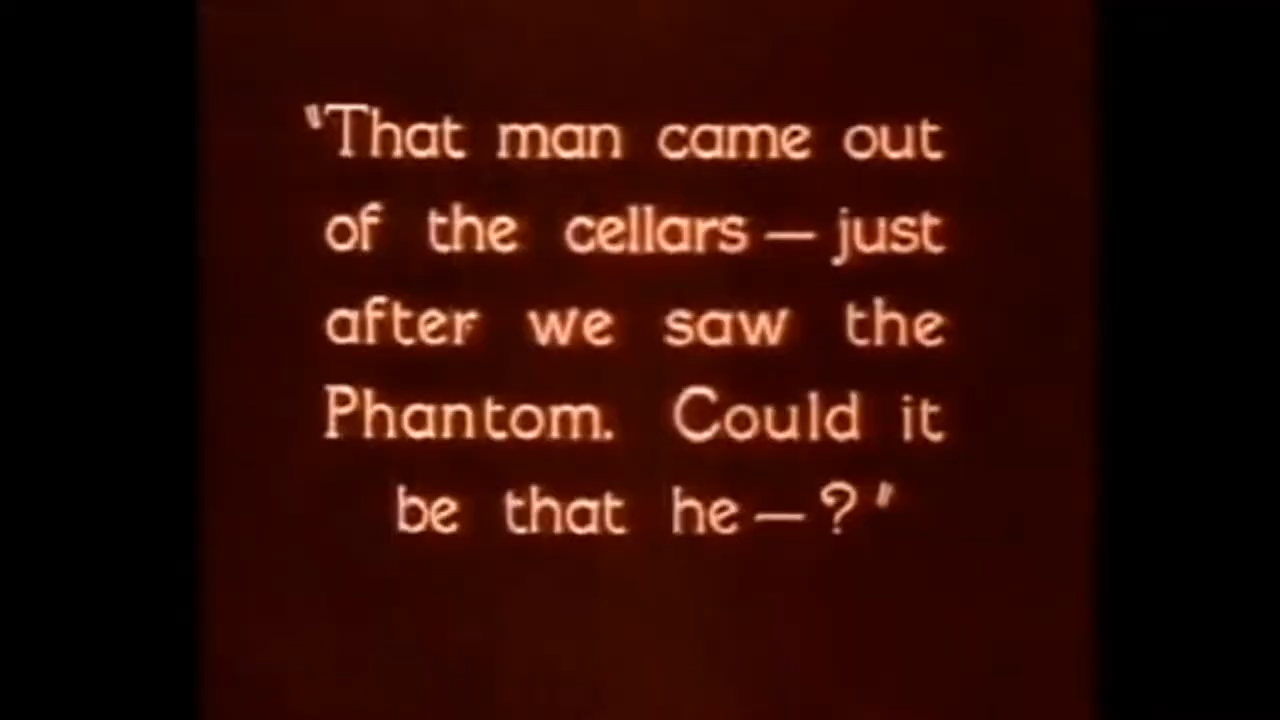 "That man came out
of the cellars — just
after we saw the
Phantom. Could it
be that he — ?"